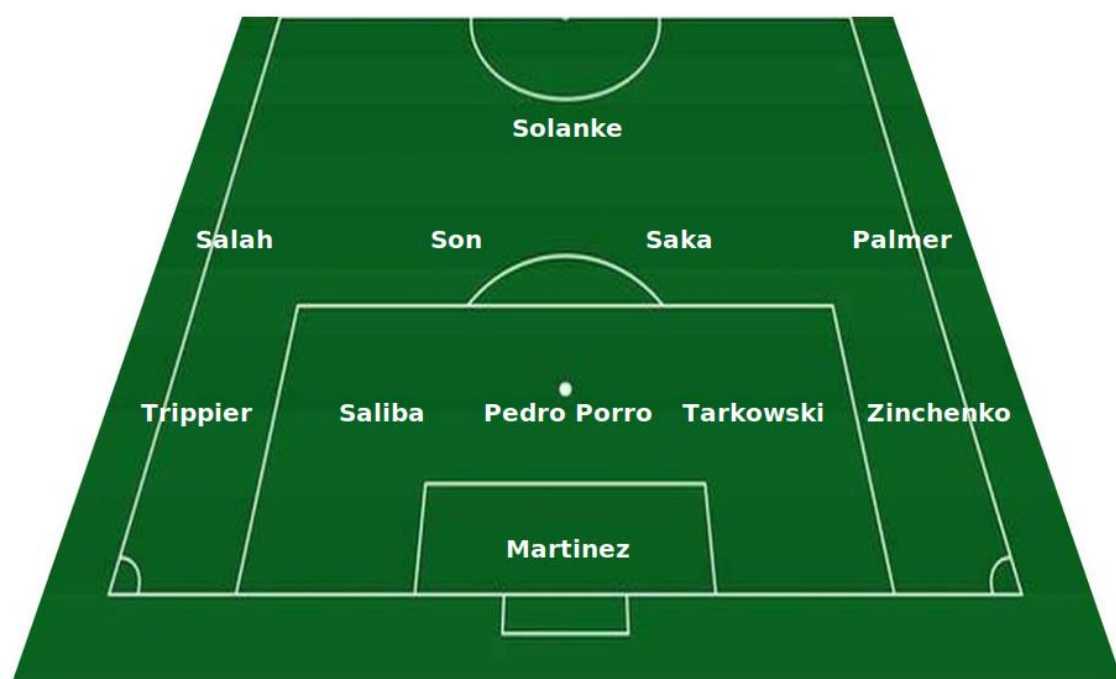 Solanke
Salah Son Saka Palmer
Trippier Saliba Pedro Porro Tarkowski Zinchenko
Martinez